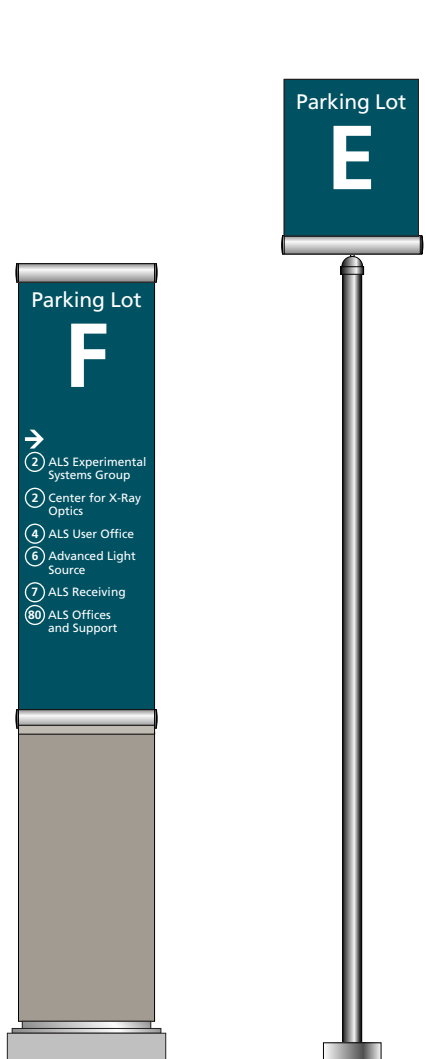 Parking Lot
F
→
2 ALS Experimental
Systems Group
2 Center for X-Ray
Optics
4 ALS User Office
6 Advanced Light
Source
7 ALS Receiving
80 ALS Offices
and Support
Parking Lot
E